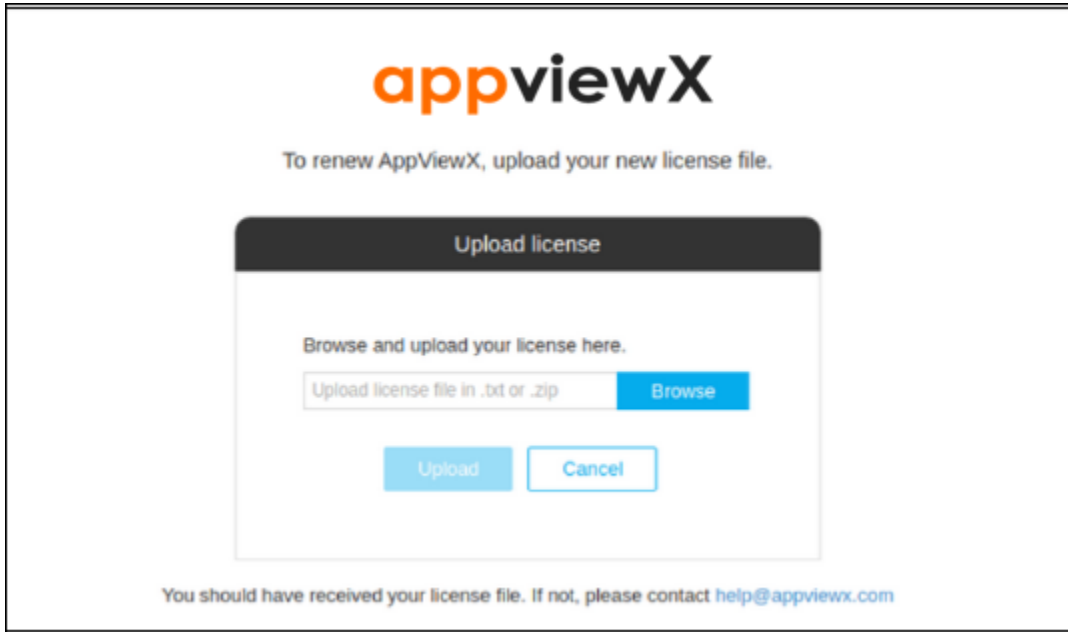 appviewX
To renew AppViewX, upload your new license file.
Upload license
Browse and upload your license here.
Upload license file in .txt or .zip Browse
Upload Cancel
You should have received your license file. If not, please contact help@appviewx.com